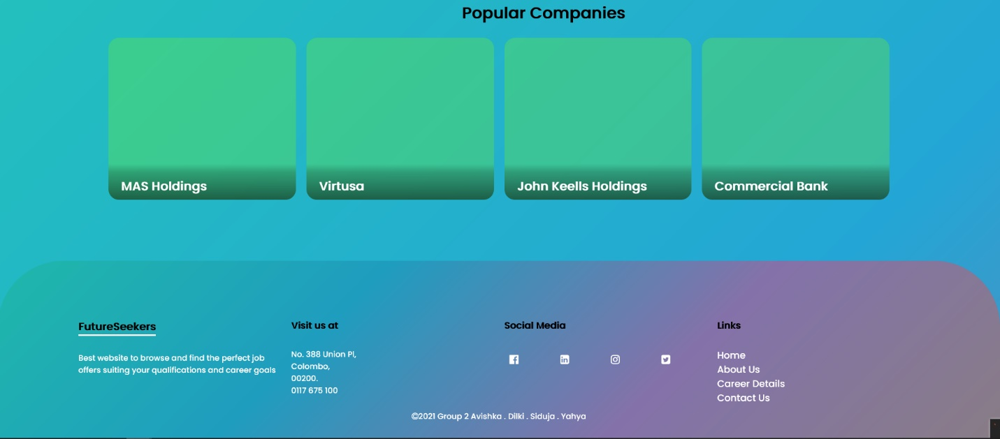 Popular Companies
MAS Holdings
Virtusa
John Keells Holdings
Commercial Bank
FutureSeekers
Best website to browse and find the perfect job
offers suiting your qualifications and career goals
Visit us at
No. 388 Union Pl,
Colombo,
00200.
0117 675 100
Social Media
Links
Home
About Us
Career Details
Contact Us
©2021 Group 2 Avishka . Dilki . Siduja . Yahya